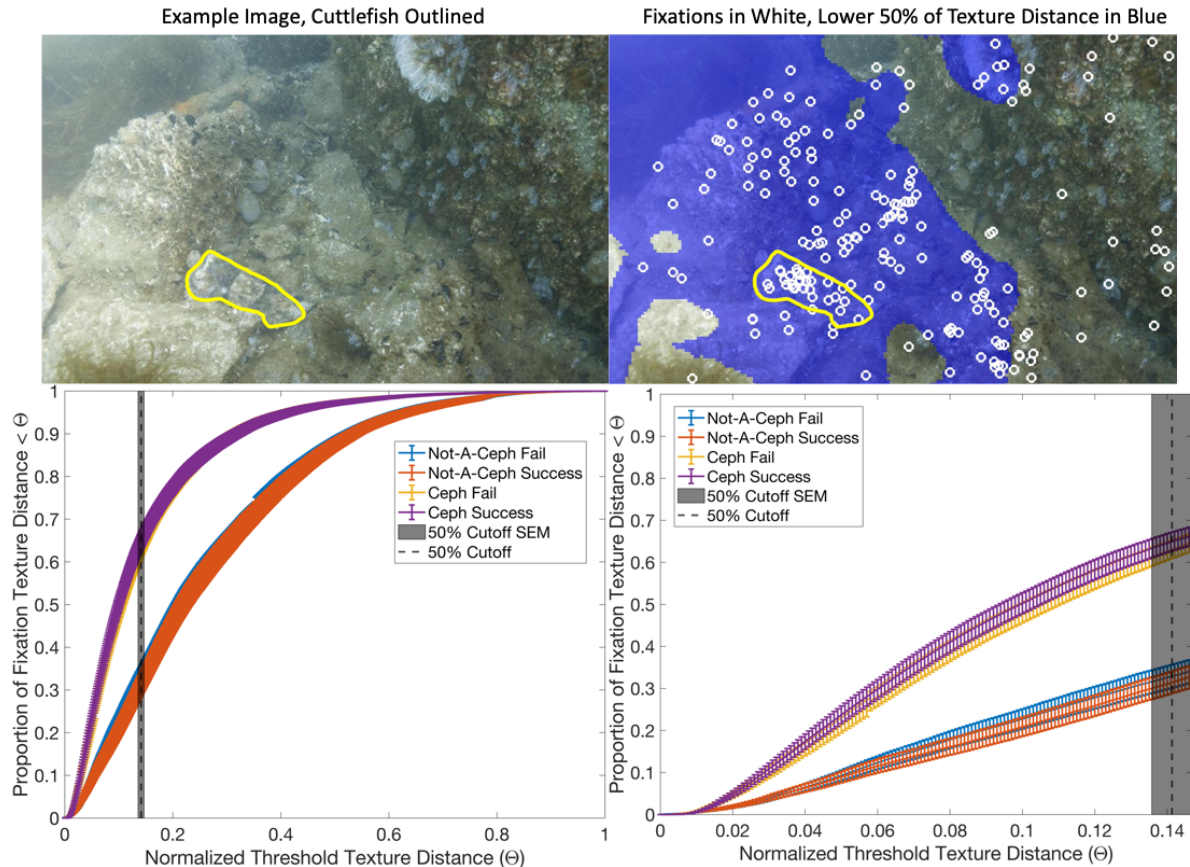 Example Image, Cuttlefish Outlined
Fixations in White, Lower 50% of Texture Distance in Blue
Proportion of Fixation Texture Distance < Θ
1
0.9
0.8
0.7
0.6
0.5
0.4
0.3
0.2
0.1
0
Not-A-Ceph Fail
Not-A-Ceph Success
Ceph Fail
Ceph Success
50% Cutoff SEM
50% Cutoff
0
0.2
0.4
0.6
0.8
1
Normalized Threshold Texture Distance (Θ)
Proportion of Fixation Texture Distance < Θ
1
0.9
0.8
0.7
0.6
0.5
0.4
0.3
0.2
0.1
0
Not-A-Ceph Fail
Not-A-Ceph Success
Ceph Fail
Ceph Success
50% Cutoff SEM
50% Cutoff
0
0.02
0.04
0.06
0.08
0.1
0.12
0.14
Normalized Threshold Texture Distance (Θ)